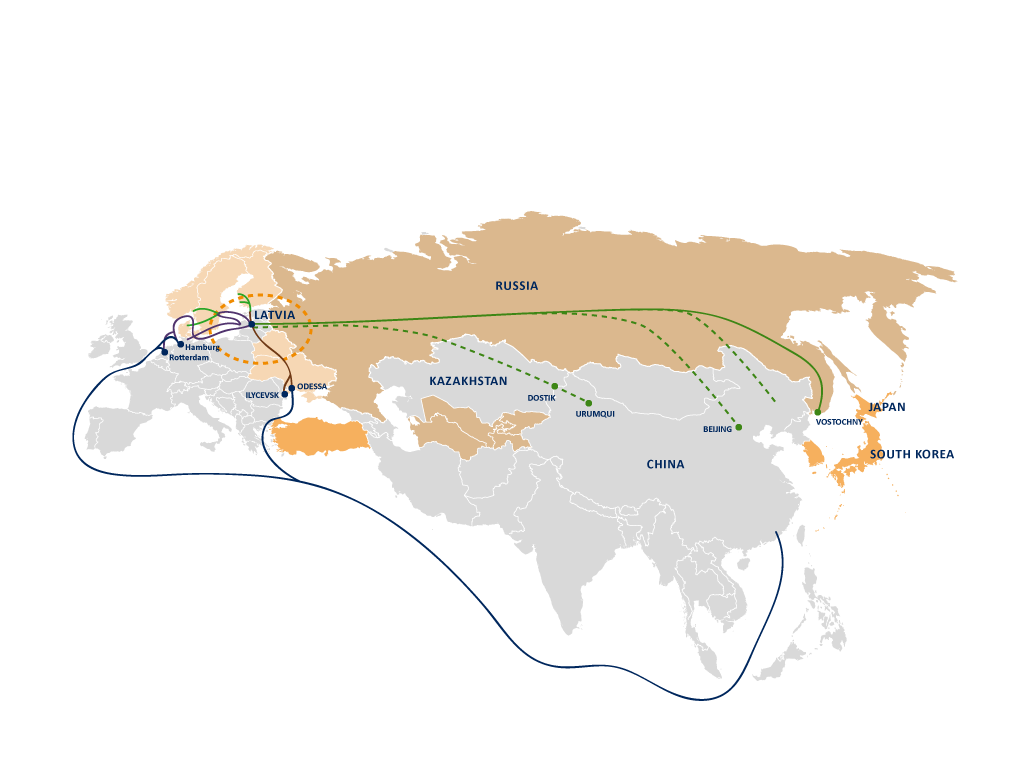 RUSSIA
LATVIA
Hamburg
Rotterdam
KAZAKHSTAN
ODESSA
ILYCEVSK
DOSTIK
URUMQUI
JAPAN
VOSTOCHNY
BEIJING
SOUTH KOREA
CHINA